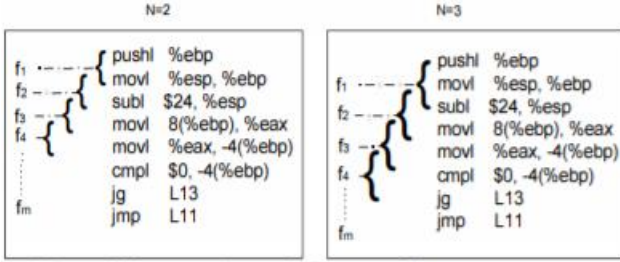 N=2
f1
f2
f3
f4
fm
pushl %ebp
movl %esp, %ebp
subl $24, %esp
movl 8(%ebp), %eax
movl %eax, -4(%ebp)
cmpl $0, -4(%ebp)
jg L13
jmp L11
N=3
f1
f2
f3
f4
fm
pushl %ebp
movl %esp, %ebp
subl $24, %esp
movl 8(%ebp), %eax
movl %eax, -4(%ebp)
cmpl $0, -4(%ebp)
jg L13
jmp L11